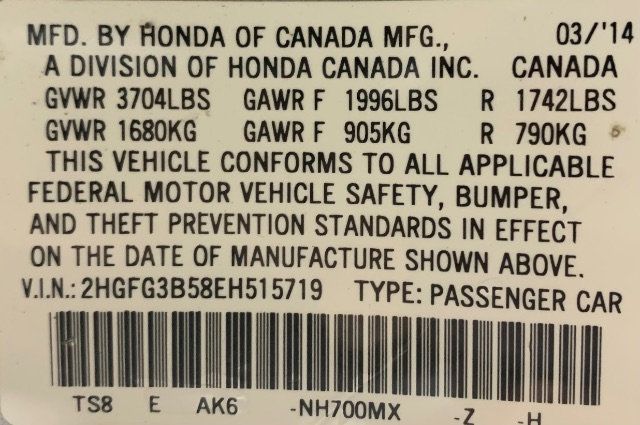 MFD. BY HONDA OF CANADA MFG., 03/'14
A DIVISION OF HONDA CANADA INC. CANADA
GVWR 3704LBS GAWR F 1996LBS R 1742LBS
GVWR 1680KG GAWR F 905KG R 790KG
THIS VEHICLE CONFORMS TO ALL APPLICABLE
FEDERAL MOTOR VEHICLE SAFETY, BUMPER,
AND THEFT PREVENTION STANDARDS IN EFFECT
ON THE DATE OF MANUFACTURE SHOWN ABOVE.
V.I.N.: 2HGFG3B58EH515719 TYPE: PASSENGER CAR
TS8 E AK6 -NH700MX -Z -H